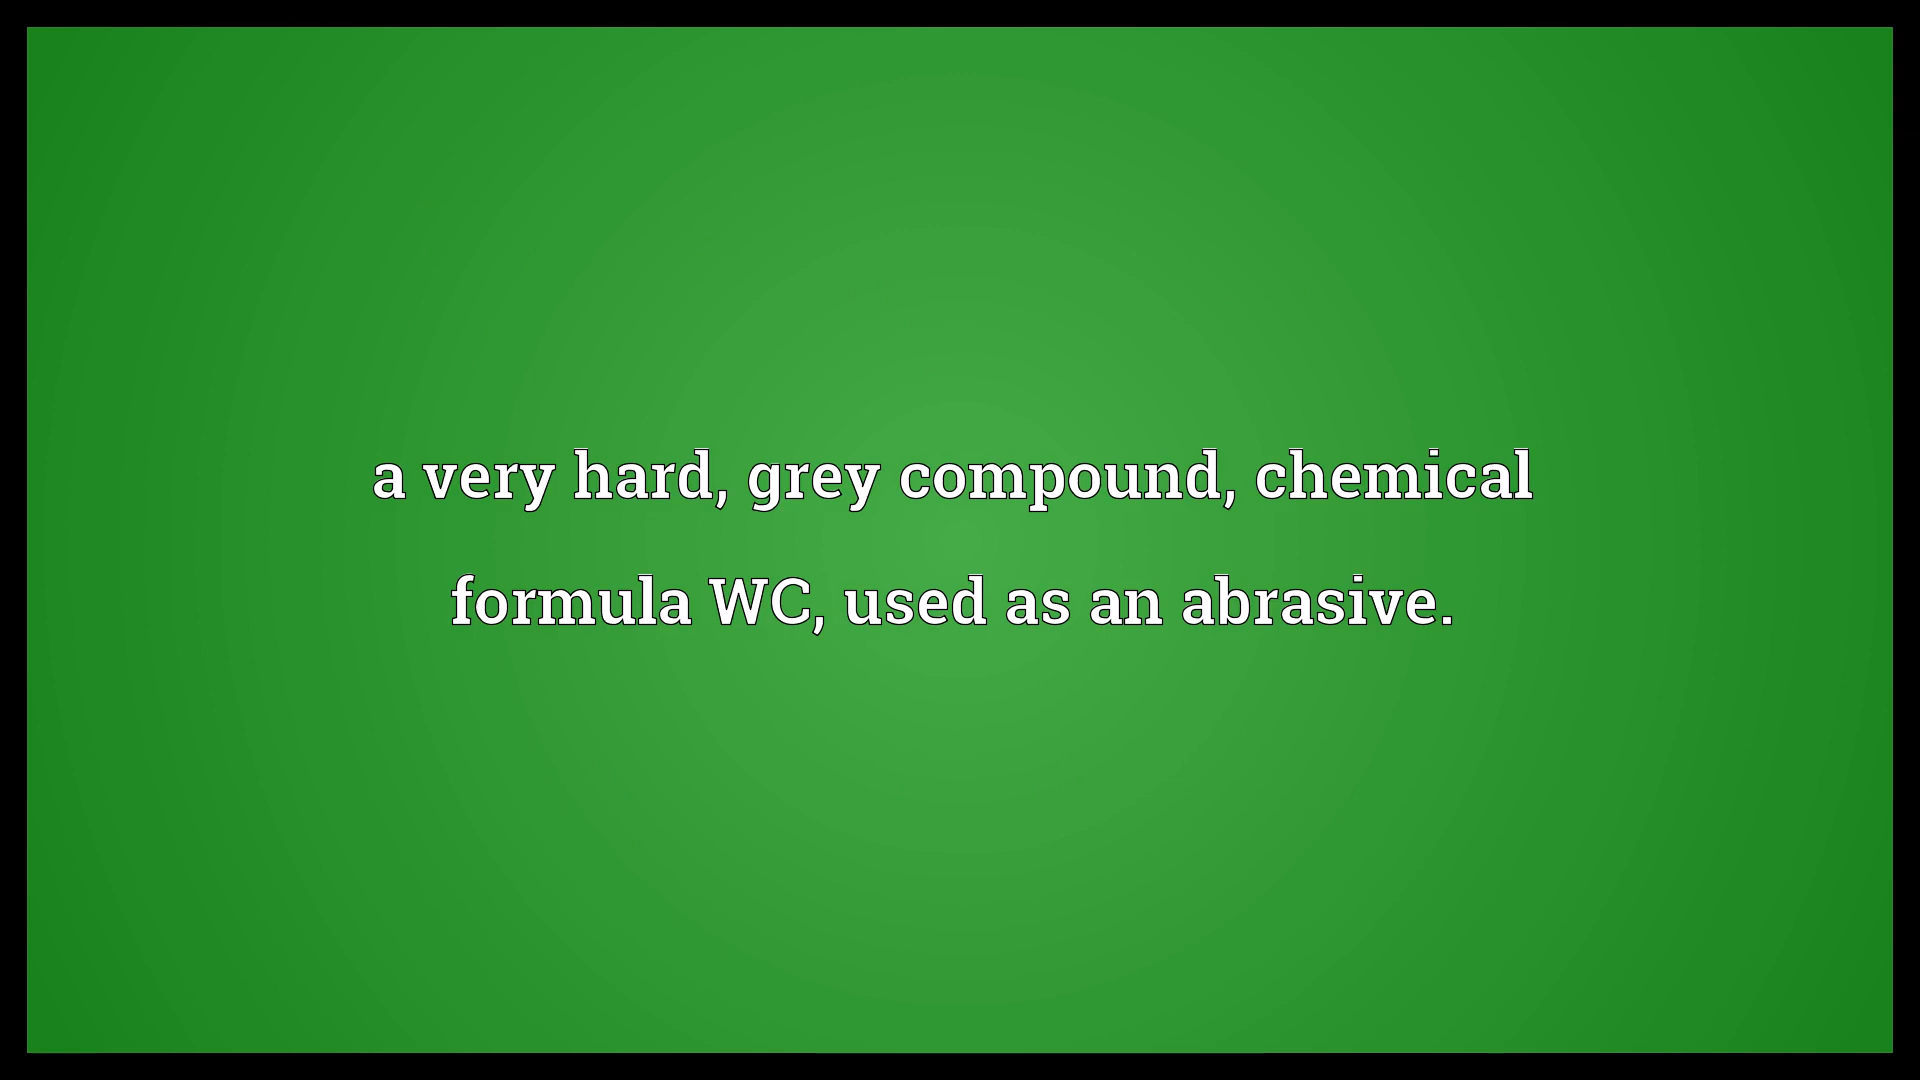 a very hard, grey compound, chemical
formula WC, used as an abrasive.